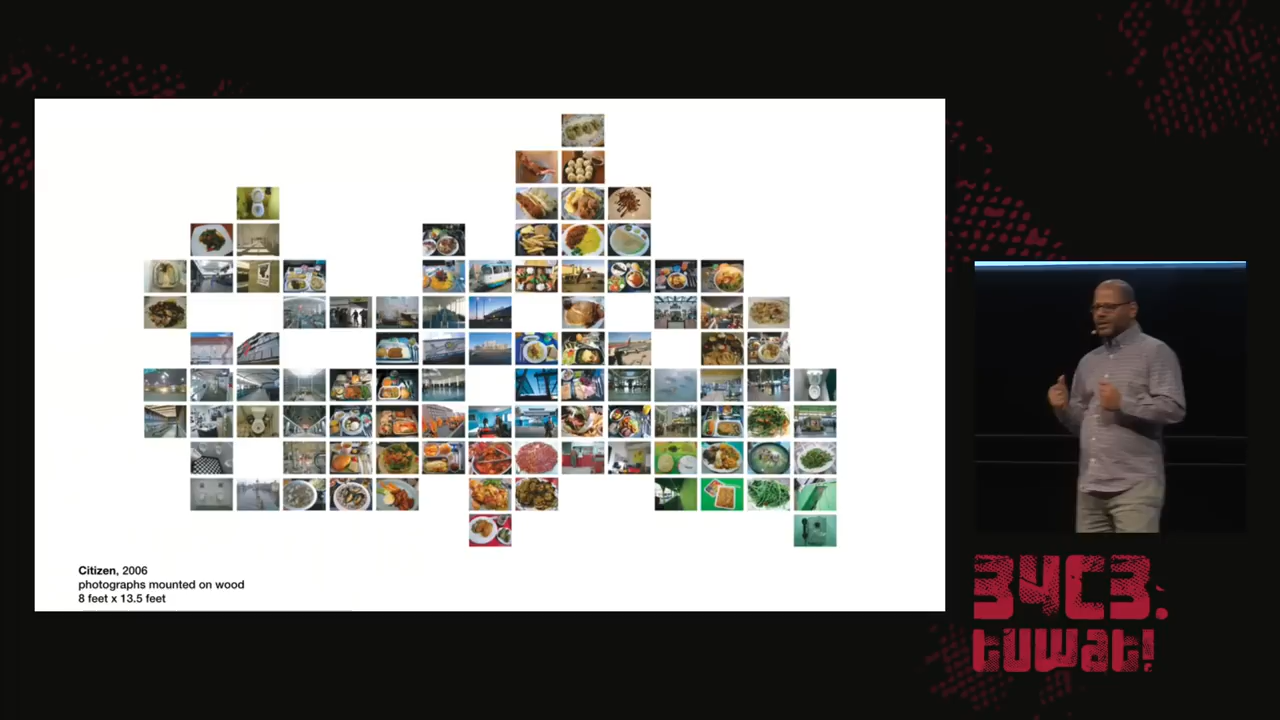 Citizen, 2006
photographs mounted on wood
8 feet x 13.5 feet
34C3.
tuwat!